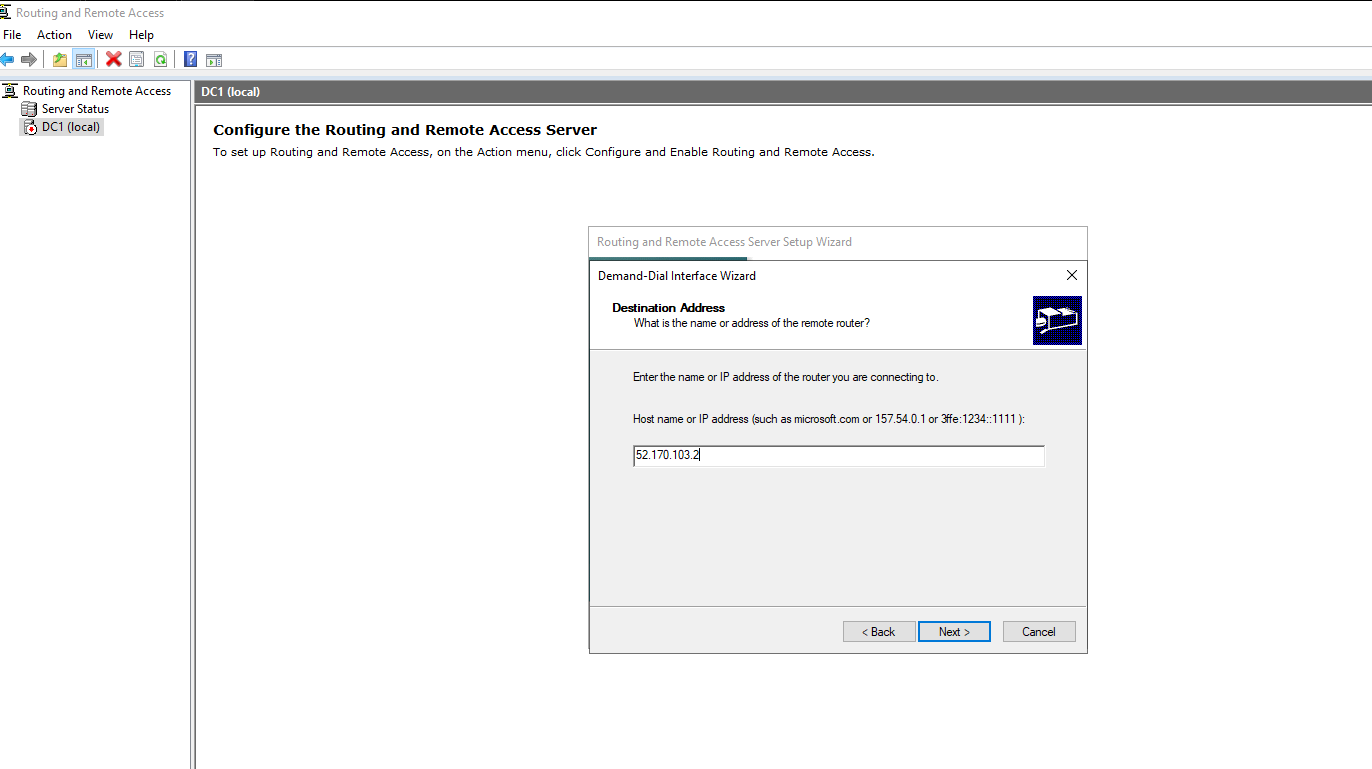 Routing and Remote Access
File Action View Help
Routing and Remote Access
Server Status
DC1 (local)
DC1 (local)
Configure the Routing and Remote Access Server
To set up Routing and Remote Access, on the Action menu, click Configure and Enable Routing and Remote Access.
Routing and Remote Access Server Setup Wizard
Demand-Dial Interface Wizard
Destination Address
What is the name or address of the remote router?
Enter the name or IP address of the router you are connecting to.
Host name or IP address (such as microsoft.com or 157.54.0.1 or 3ffe:1234::1111 ):
52.170.103.2
< Back Next > Cancel